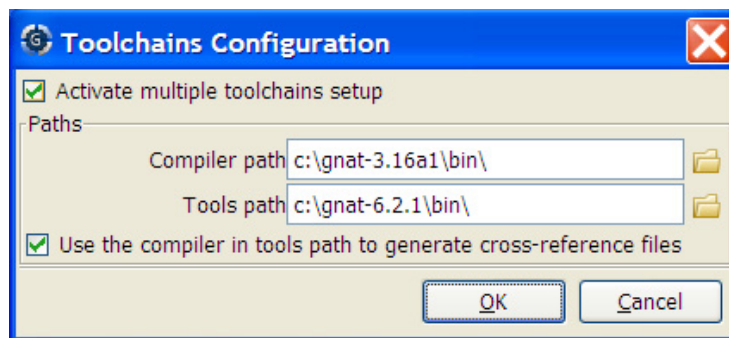 Toolchains Configuration
Activate multiple toolchains setup
Paths
Compiler path c:\gnat-3.16a1\bin\
Tools path c:\gnat-6.2.1\bin\
Use the compiler in tools path to generate cross-reference files
OK Cancel